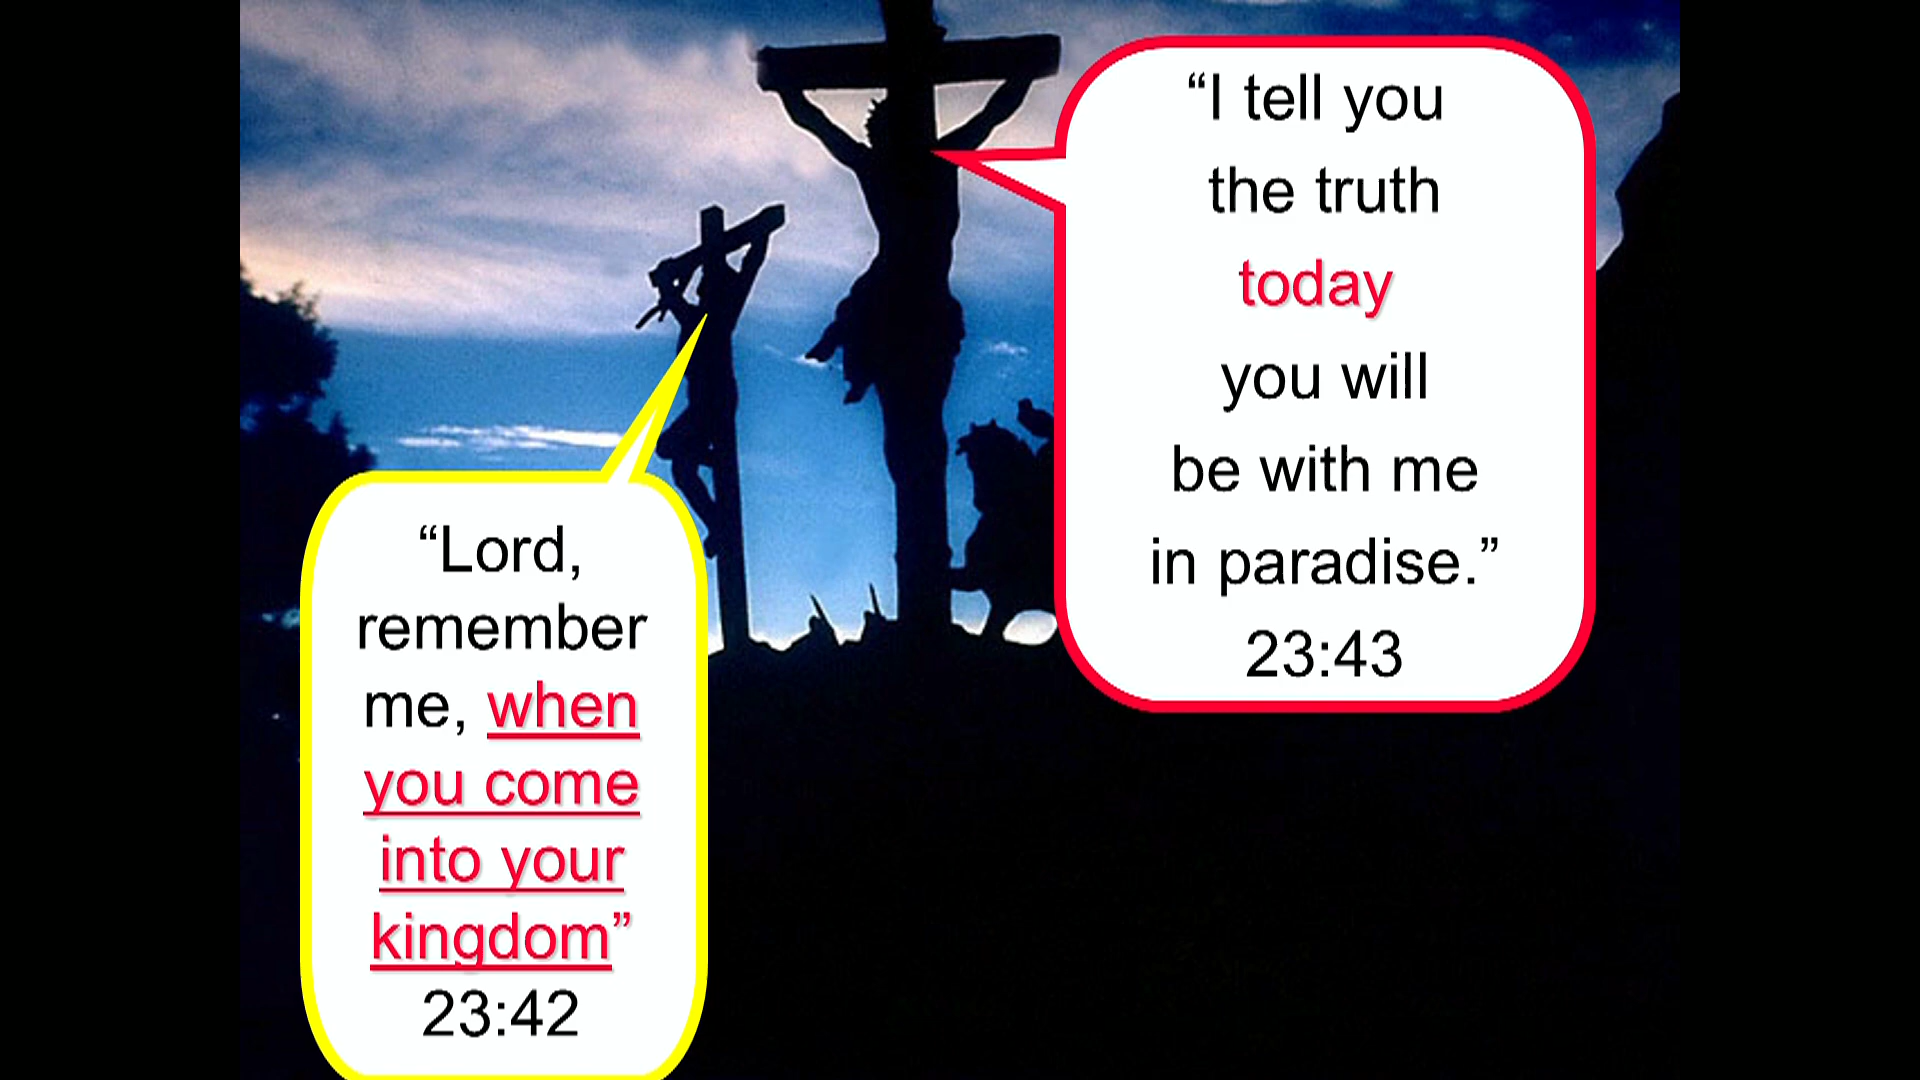 “Lord,
remember
me, when
you come
into your
kingdom”
23:42
“I tell you
the truth
today
you will
be with me
in paradise.”
23:43